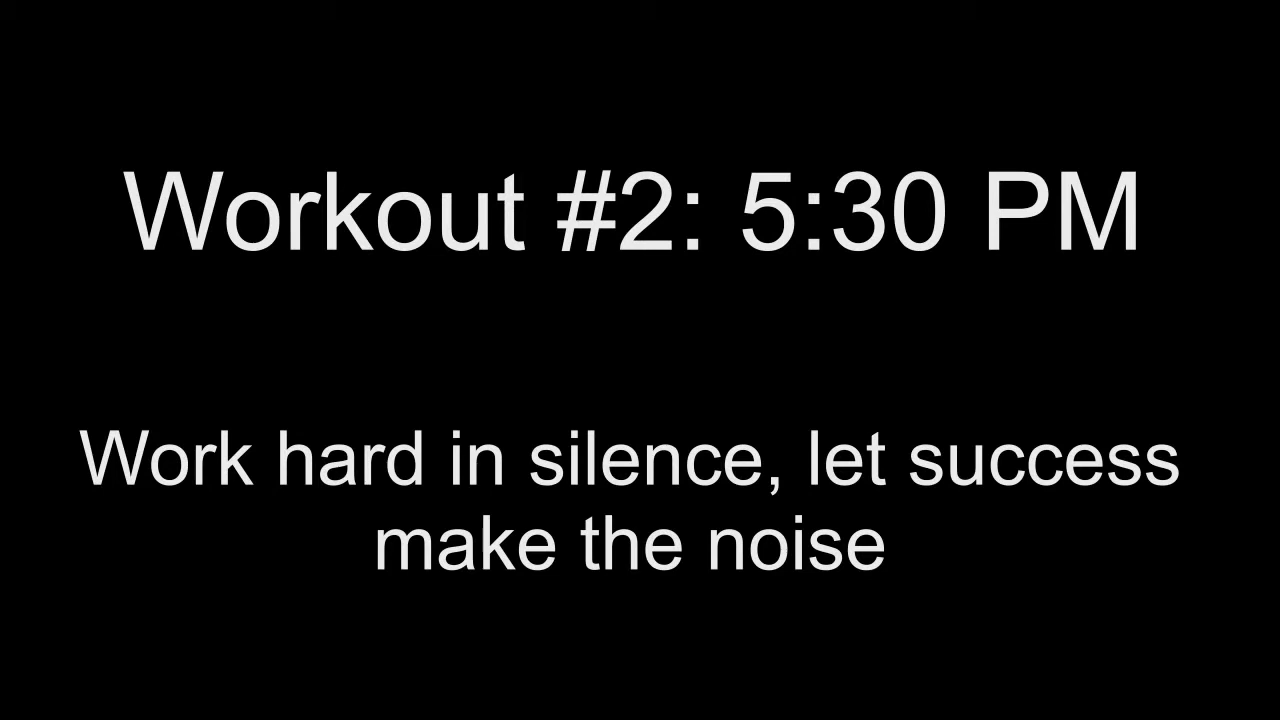 Workout #2: 5:30 PM
Work hard in silence, let success
make the noise